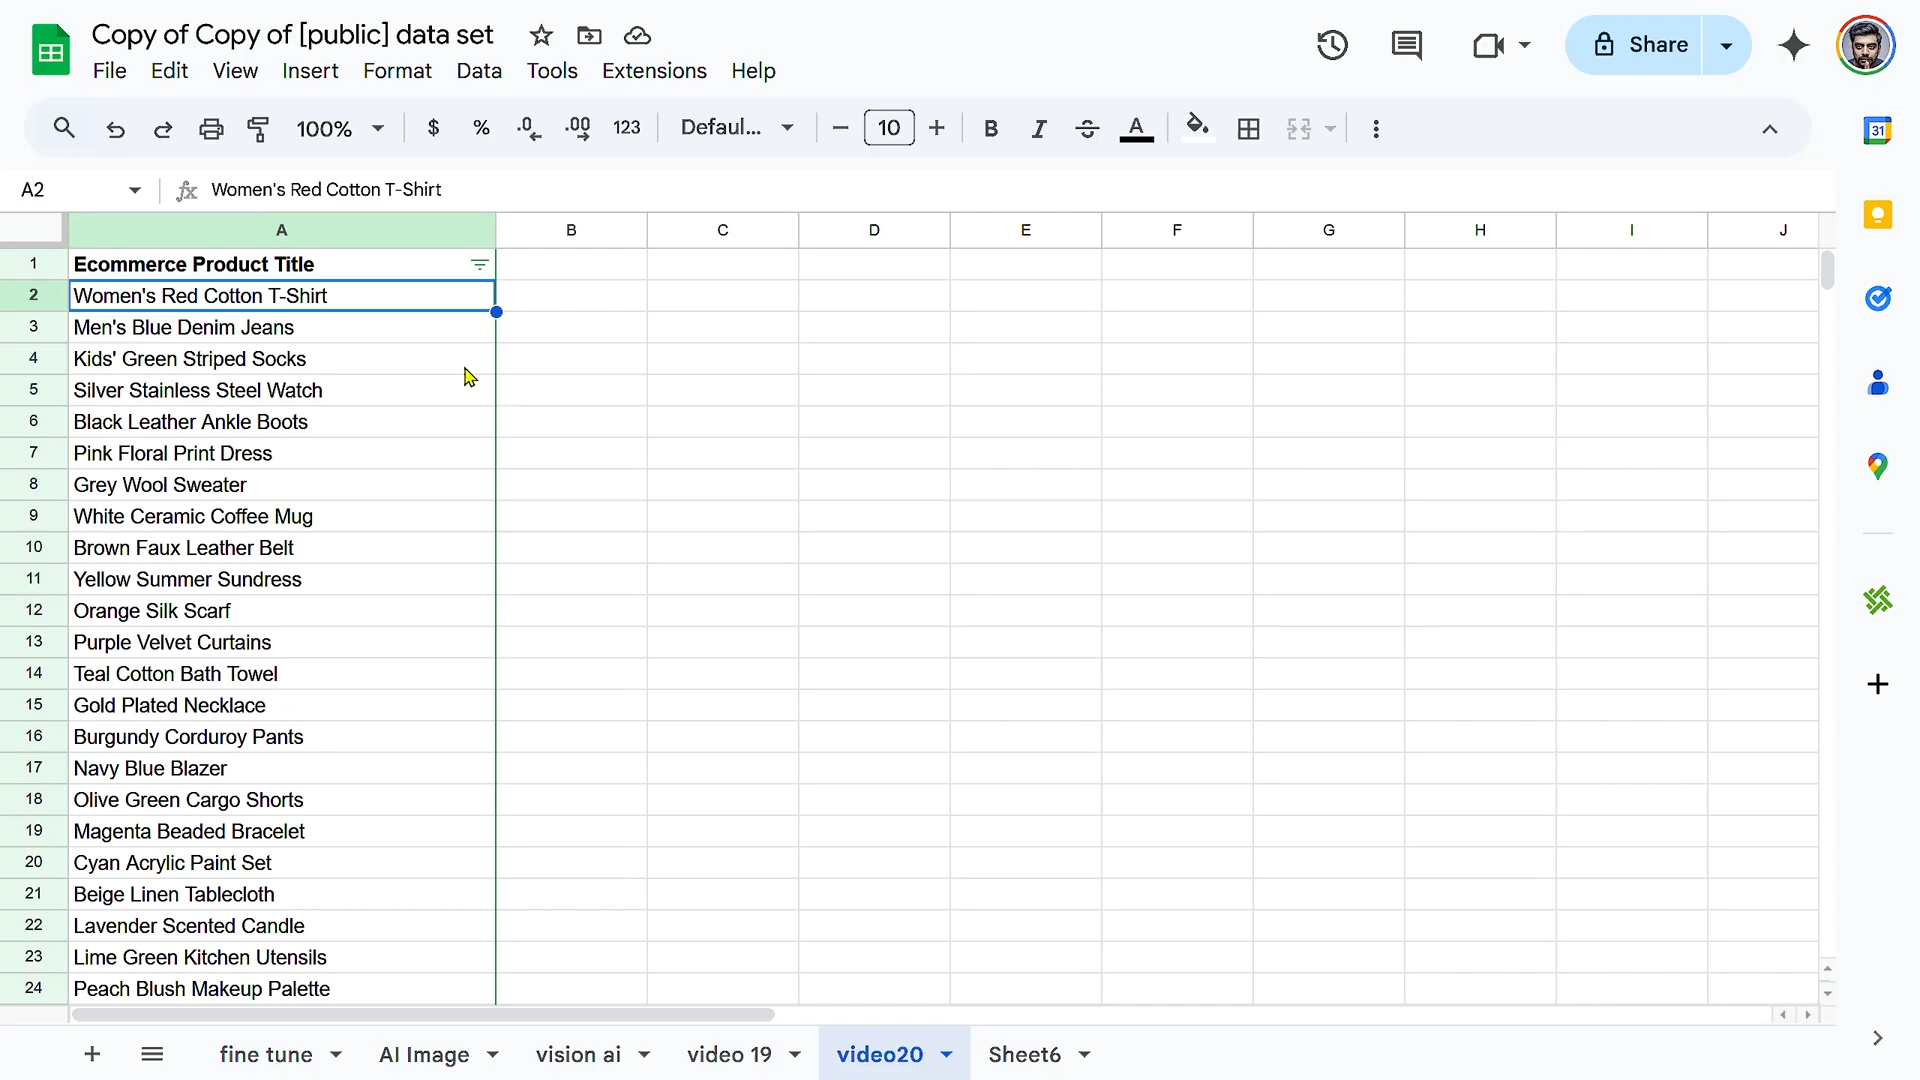 Copy of Copy of [public] data set
File Edit View Insert Format Data Tools Extensions Help
Share
31
100% $ % .0 .00 123 Defaul... 10 B I A
A2 fx Women's Red Cotton T-Shirt
A B C D E F G H I J
1 Ecommerce Product Title
2 Women's Red Cotton T-Shirt
3 Men's Blue Denim Jeans
4 Kids' Green Striped Socks
5 Silver Stainless Steel Watch
6 Black Leather Ankle Boots
7 Pink Floral Print Dress
8 Grey Wool Sweater
9 White Ceramic Coffee Mug
10 Brown Faux Leather Belt
11 Yellow Summer Sundress
12 Orange Silk Scarf
13 Purple Velvet Curtains
14 Teal Cotton Bath Towel
15 Gold Plated Necklace
16 Burgundy Corduroy Pants
17 Navy Blue Blazer
18 Olive Green Cargo Shorts
19 Magenta Beaded Bracelet
20 Cyan Acrylic Paint Set
21 Beige Linen Tablecloth
22 Lavender Scented Candle
23 Lime Green Kitchen Utensils
24 Peach Blush Makeup Palette
fine tune AI Image vision ai video 19 video20 Sheet6